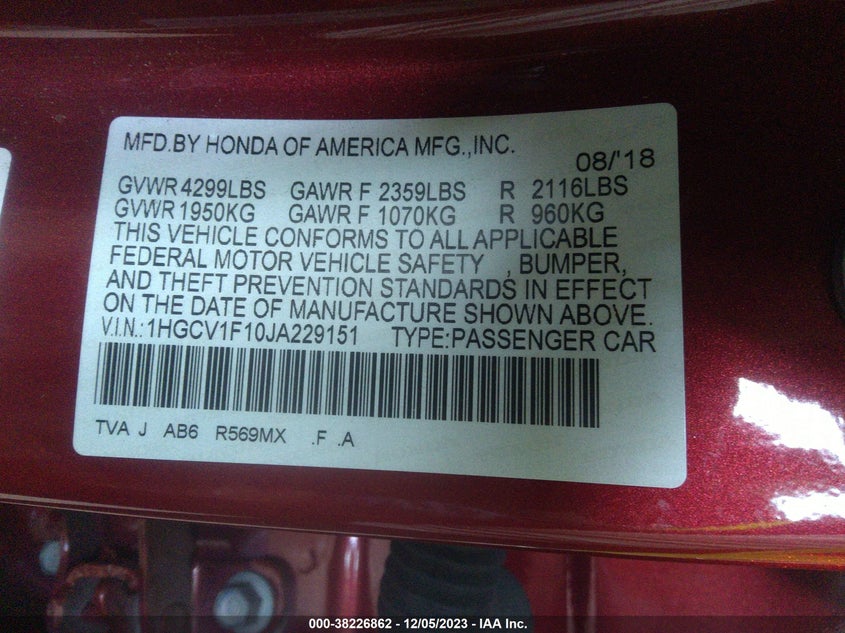 MFD.BY HONDA OF AMERICA MFG.,INC. 08/'18
GVWR 4299LBS GAWR F 2359LBS R 2116LBS
GVWR 1950KG GAWR F 1070KG R 960KG
THIS VEHICLE CONFORMS TO ALL APPLICABLE
FEDERAL MOTOR VEHICLE SAFETY , BUMPER,
AND THEFT PREVENTION STANDARDS IN EFFECT
ON THE DATE OF MANUFACTURE SHOWN ABOVE.
V.I.N.:1HGCV1F10JA229151 TYPE:PASSENGER CAR
TVA J AB6 R569MX .F .A
000-38226862 - 12/05/2023 - IAA Inc.